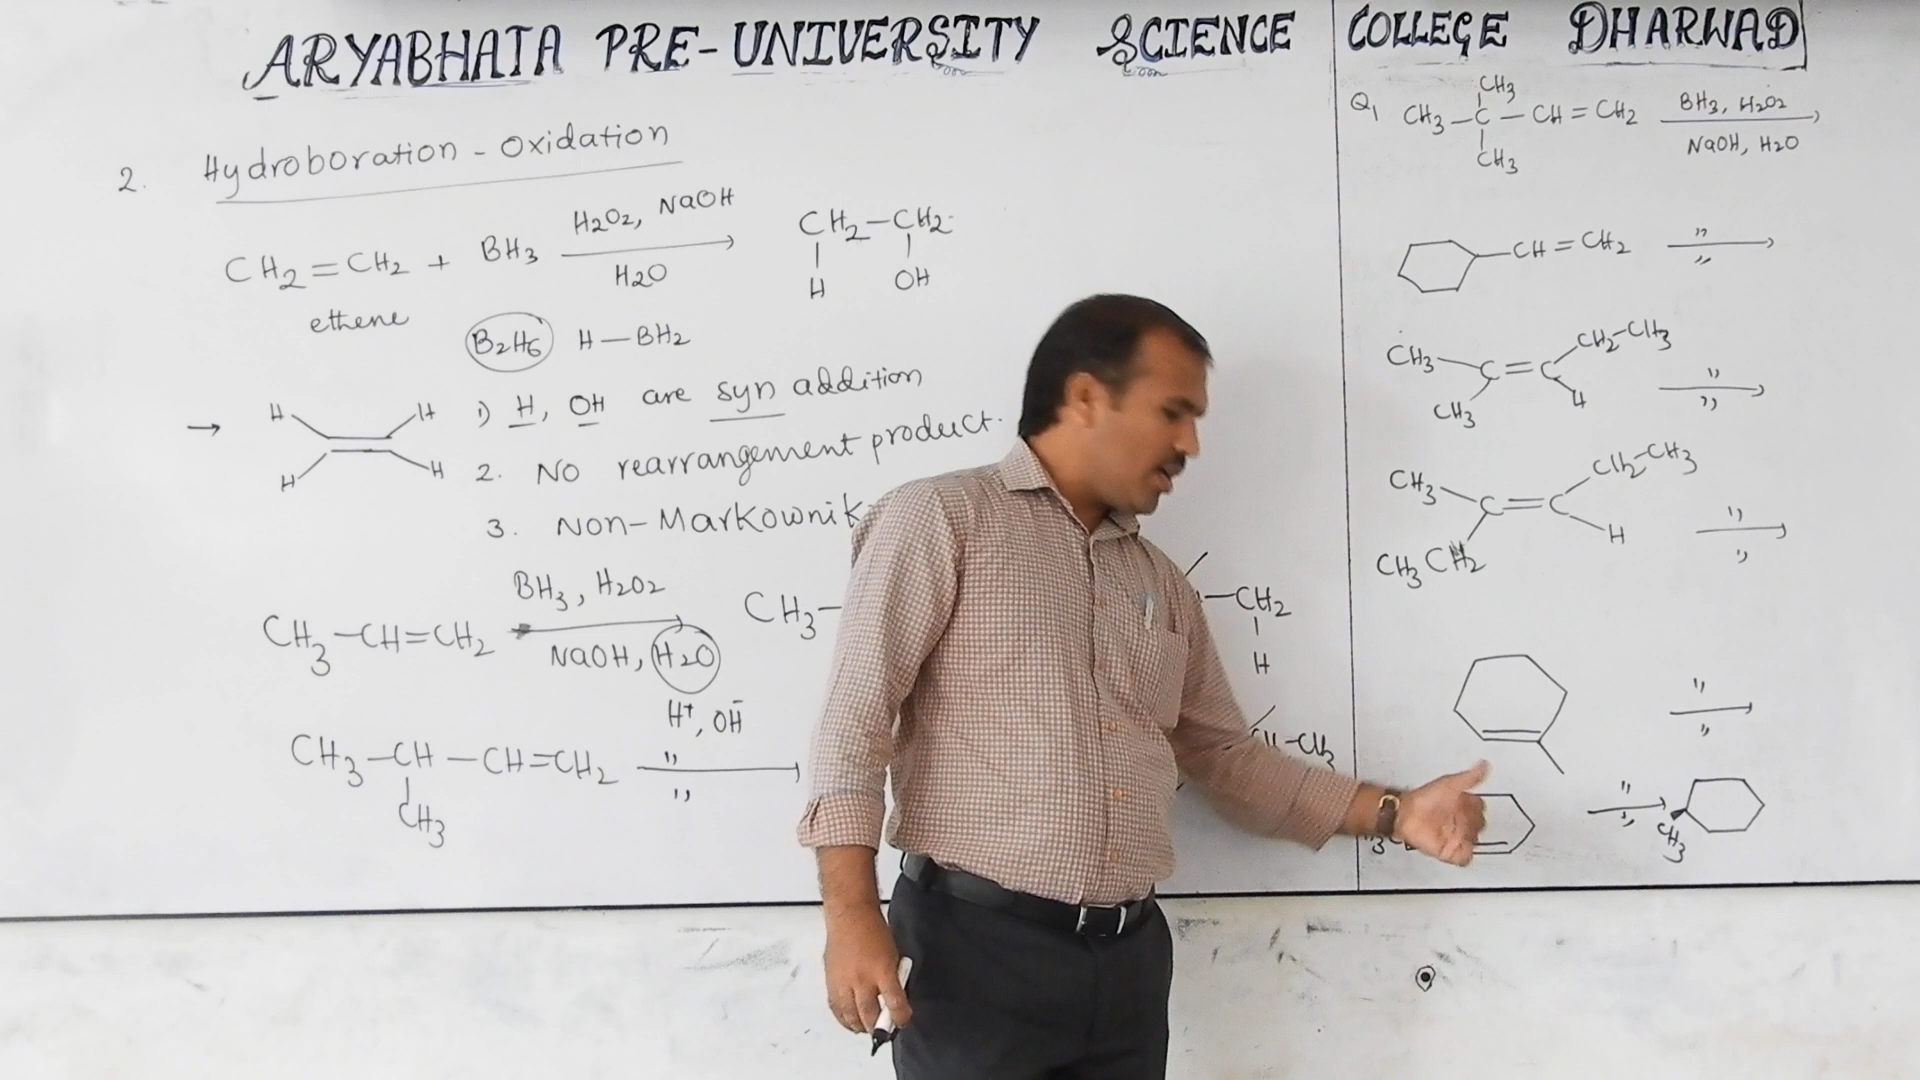 ARYABHATA PRE-UNIVERSITY SCIENCE COLLEGE DHARWAD
2. Hydroboration - Oxidation
CH2=CH2 + BH3
H2O2, NaOH
H2O
CH2-CH2
H OH
ethene
B2H6 H-BH2
→ H H
H H
1) H, OH are syn addition
2. NO rearrangement product.
3. Non-Markownik
CH3-CH=CH2
BH3, H2O2
NaOH, H2O
CH3-
-CH2
H
H+, OH-
CH3-CH-CH=CH2
CH3
"
"
Q1 CH3-C-CH=CH2
CH3
CH3
BH3, H2O2
NaOH, H2O
-CH=CH2
"
"
CH3 C=C CH2-CH3
CH3 H
"
"
CH3 CH2-CH3
CH3CH2 H
"
"
"
"
"
"
CH3